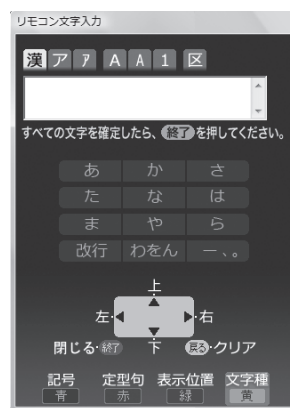 リモコン文字入力
漢 ア ｱ A A 1 区
すべての文字を確定したら、終了を押してください。
あ か さ
た な は
ま や ら
改行 わをん ー、。
上
左 右
閉じる・終了 下 戻る・クリア
記号 定型句 表示位置 文字種
青 赤 緑 黄